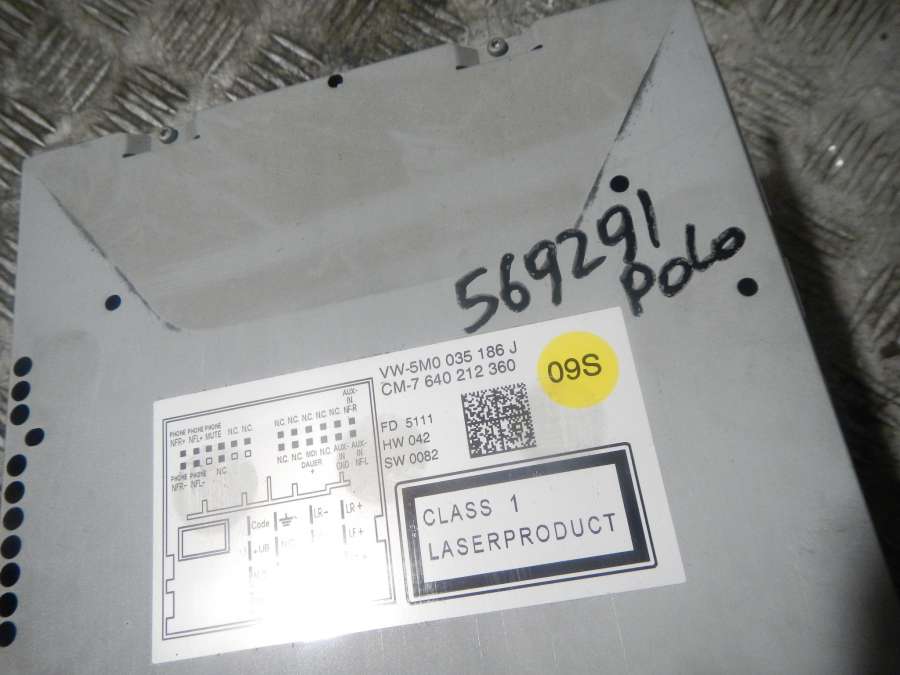 569291
POLO
VW-5M0 035 186 J
CM-7 640 212 360
09S
FD 5111
HW 042
SW 0082
CLASS 1
LASERPRODUCT
PHONE PHONE PHONE
NFR+ NFL+ MUTE N.C. N.C.
PHONE PHONE N.C.
NFR- NFL-
AUX-
IN
N.C. N.C. N.C. N.C. N.C. NF-R
N.C. N.C. MDI N.C. AUX- AUX-
DAUER IN IN
+ GND NFL
Code LR- LR+
+UB LF+